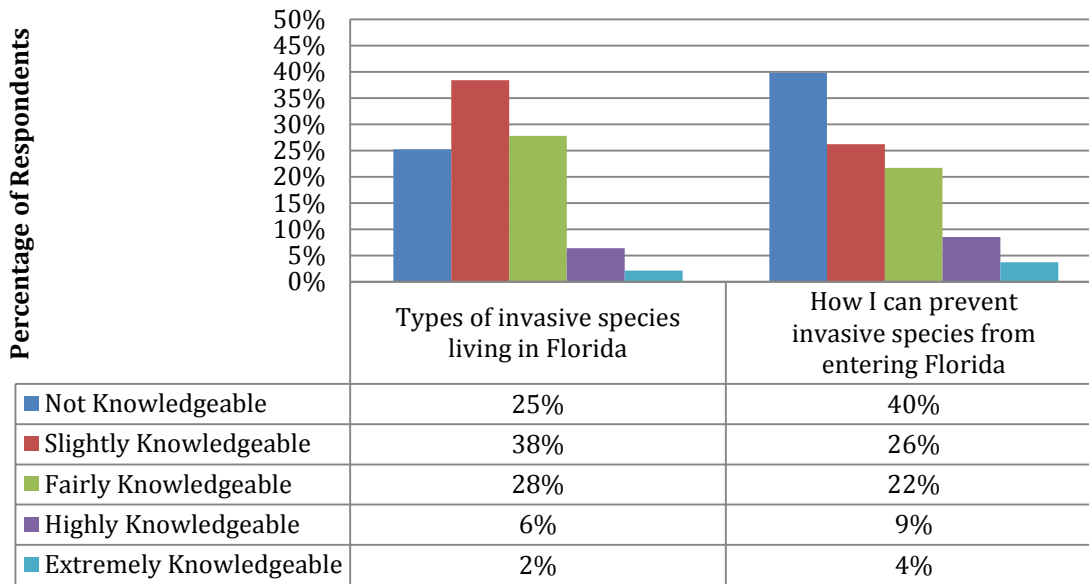 Percentage of Respondents
50%
45%
40%
35%
30%
25%
20%
15%
10%
5%
0%
Types of invasive species
living in Florida
How I can prevent
invasive species from
entering Florida
Not Knowledgeable 25% 40%
Slightly Knowledgeable 38% 26%
Fairly Knowledgeable 28% 22%
Highly Knowledgeable 6% 9%
Extremely Knowledgeable 2% 4%